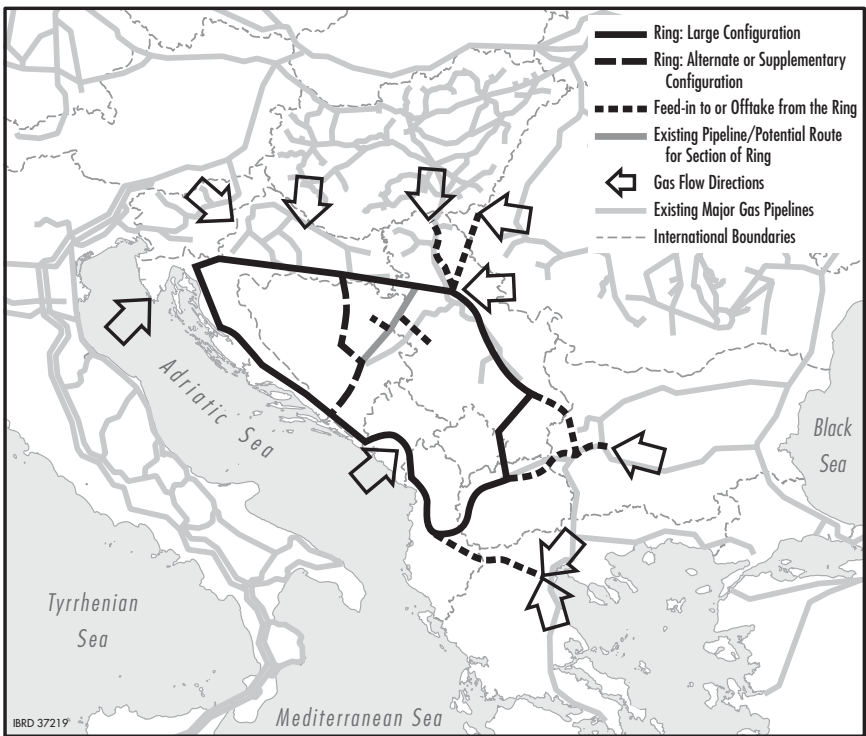 Ring: Large Configuration
Ring: Alternate or Supplementary
Configuration
Feed-in to or Offtake from the Ring
Existing Pipeline/Potential Route
for Section of Ring
Gas Flow Directions
Existing Major Gas Pipelines
International Boundaries
Adriatic Sea
Black
Sea
Tyrrhenian
Sea
Mediterranean Sea
IBRD 37219